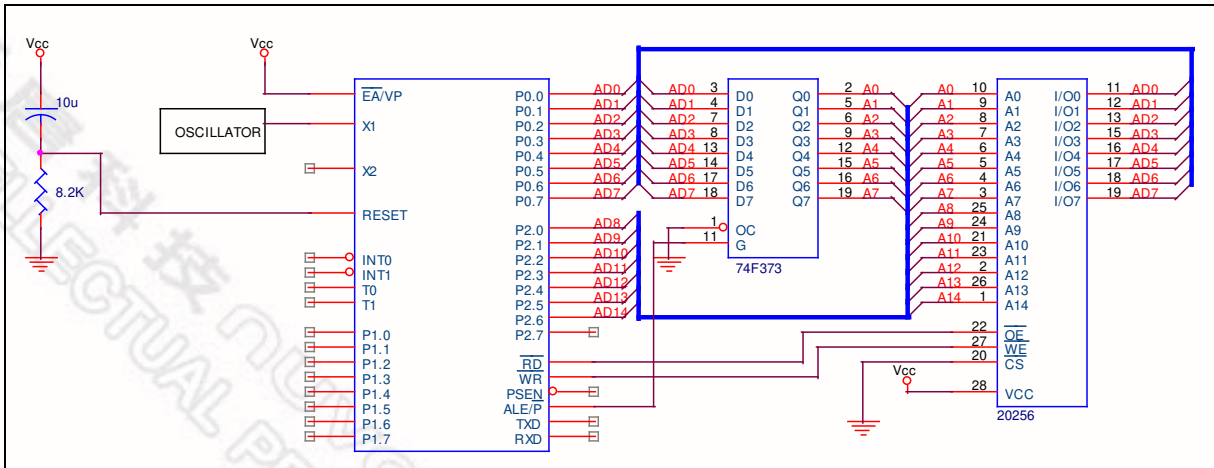 Vcc
10u
8.2K
Vcc
OSCILLATOR
EA/VP
X1
X2
RESET
INT0
INT1
T0
T1
P1.0
P1.1
P1.2
P1.3
P1.4
P1.5
P1.6
P1.7
P0.0 AD0
P0.1 AD1
P0.2 AD2
P0.3 AD3
P0.4 AD4
P0.5 AD5
P0.6 AD6
P0.7 AD7
P2.0 AD8
P2.1 AD9
P2.2 AD10
P2.3 AD11
P2.4 AD12
P2.5 AD13
P2.6 AD14
P2.7
RD
WR
PSEN
ALE/P
TXD
RXD
AD0 3 D0 Q0 2 A0
AD1 4 D1 Q1 5 A1
AD2 7 D2 Q2 6 A2
AD3 8 D3 Q3 9 A3
AD4 13 D4 Q4 12 A4
AD5 14 D5 Q5 15 A5
AD6 17 D6 Q6 16 A6
AD7 18 D7 Q7 19 A7
1 OC
11 G
74F373
A0 10 A0 I/O0 11 AD0
A1 9 A1 I/O1 12 AD1
A2 8 A2 I/O2 13 AD2
A3 7 A3 I/O3 15 AD3
A4 6 A4 I/O4 16 AD4
A5 5 A5 I/O5 17 AD5
A6 4 A6 I/O6 18 AD6
A7 3 A7 I/O7 19 AD7
A8 25 A8
A9 24 A9
A10 21 A10
A11 23 A11
A12 2 A12
A13 26 A13
A14 1 A14
22 OE
27 WE
20 CS
Vcc 28 VCC
20256
科技